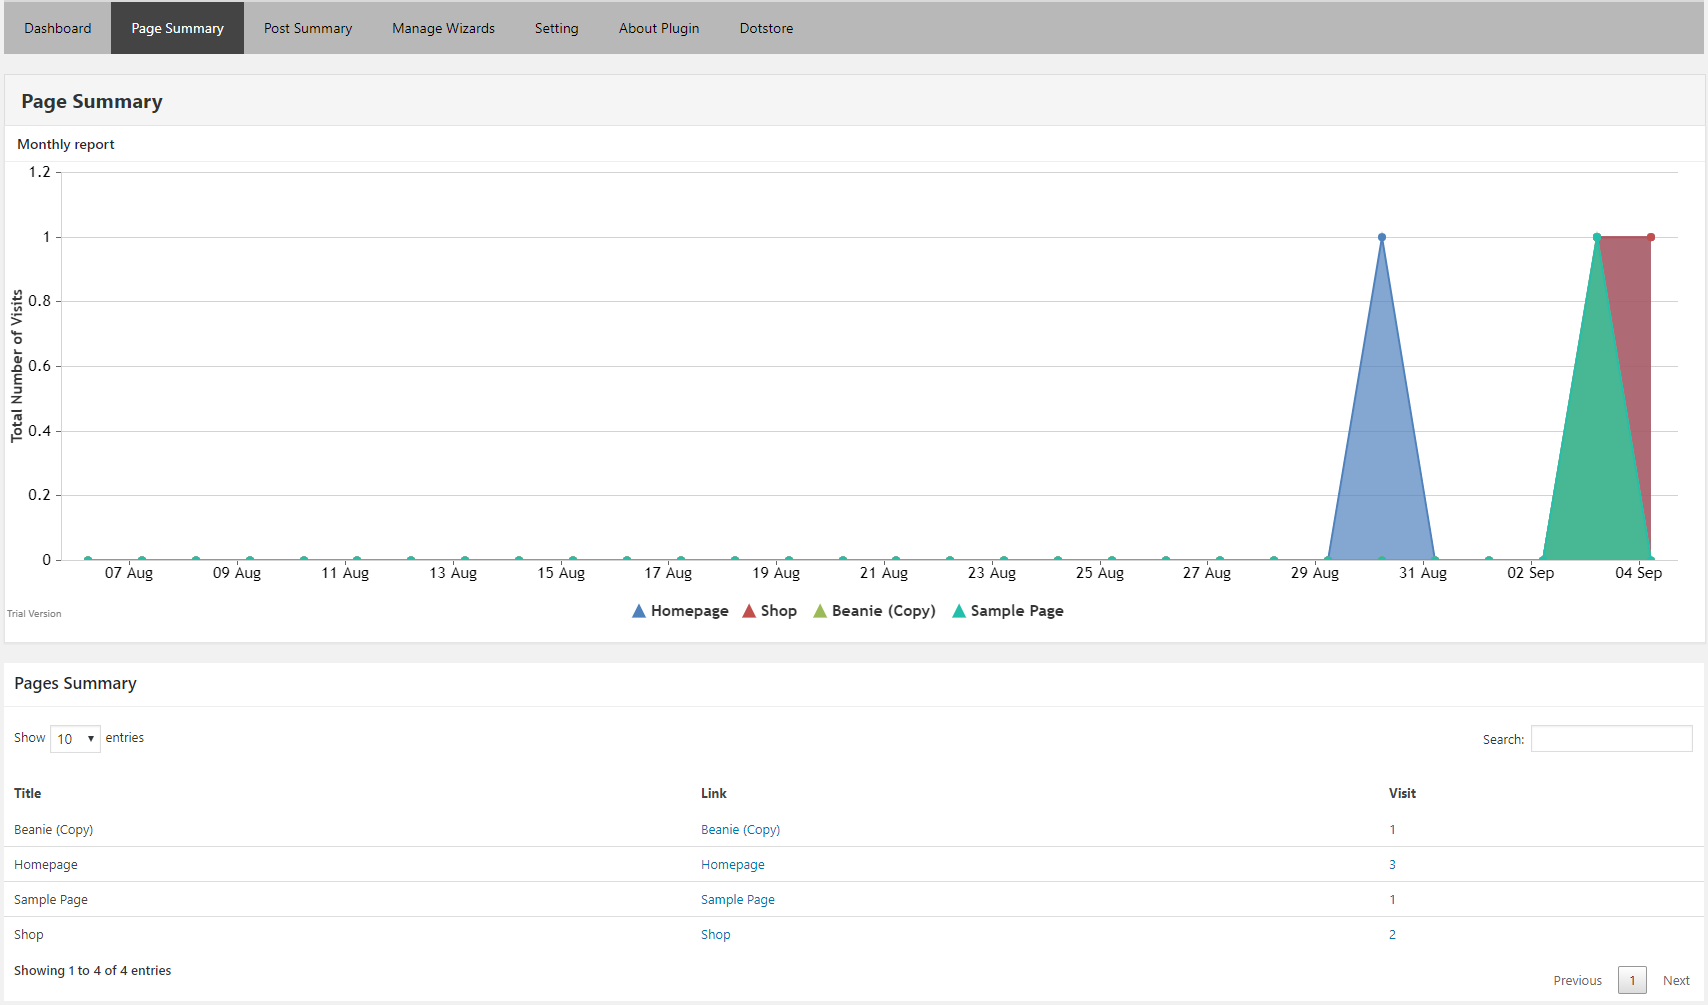 Dashboard Page Summary Post Summary Manage Wizards Setting About Plugin Dotstore
Page Summary
Monthly report
Total Number of Visits
1.2
1
0.8
0.6
0.4
0.2
0
07 Aug 09 Aug 11 Aug 13 Aug 15 Aug 17 Aug 19 Aug 21 Aug 23 Aug 25 Aug 27 Aug 29 Aug 31 Aug 02 Sep 04 Sep
Homepage Shop Beanie (Copy) Sample Page
Trial Version
Pages Summary
Show 10 entries Search:
Title Link Visit
Beanie (Copy) Beanie (Copy) 1
Homepage Homepage 3
Sample Page Sample Page 1
Shop Shop 2
Showing 1 to 4 of 4 entries
Previous 1 Next